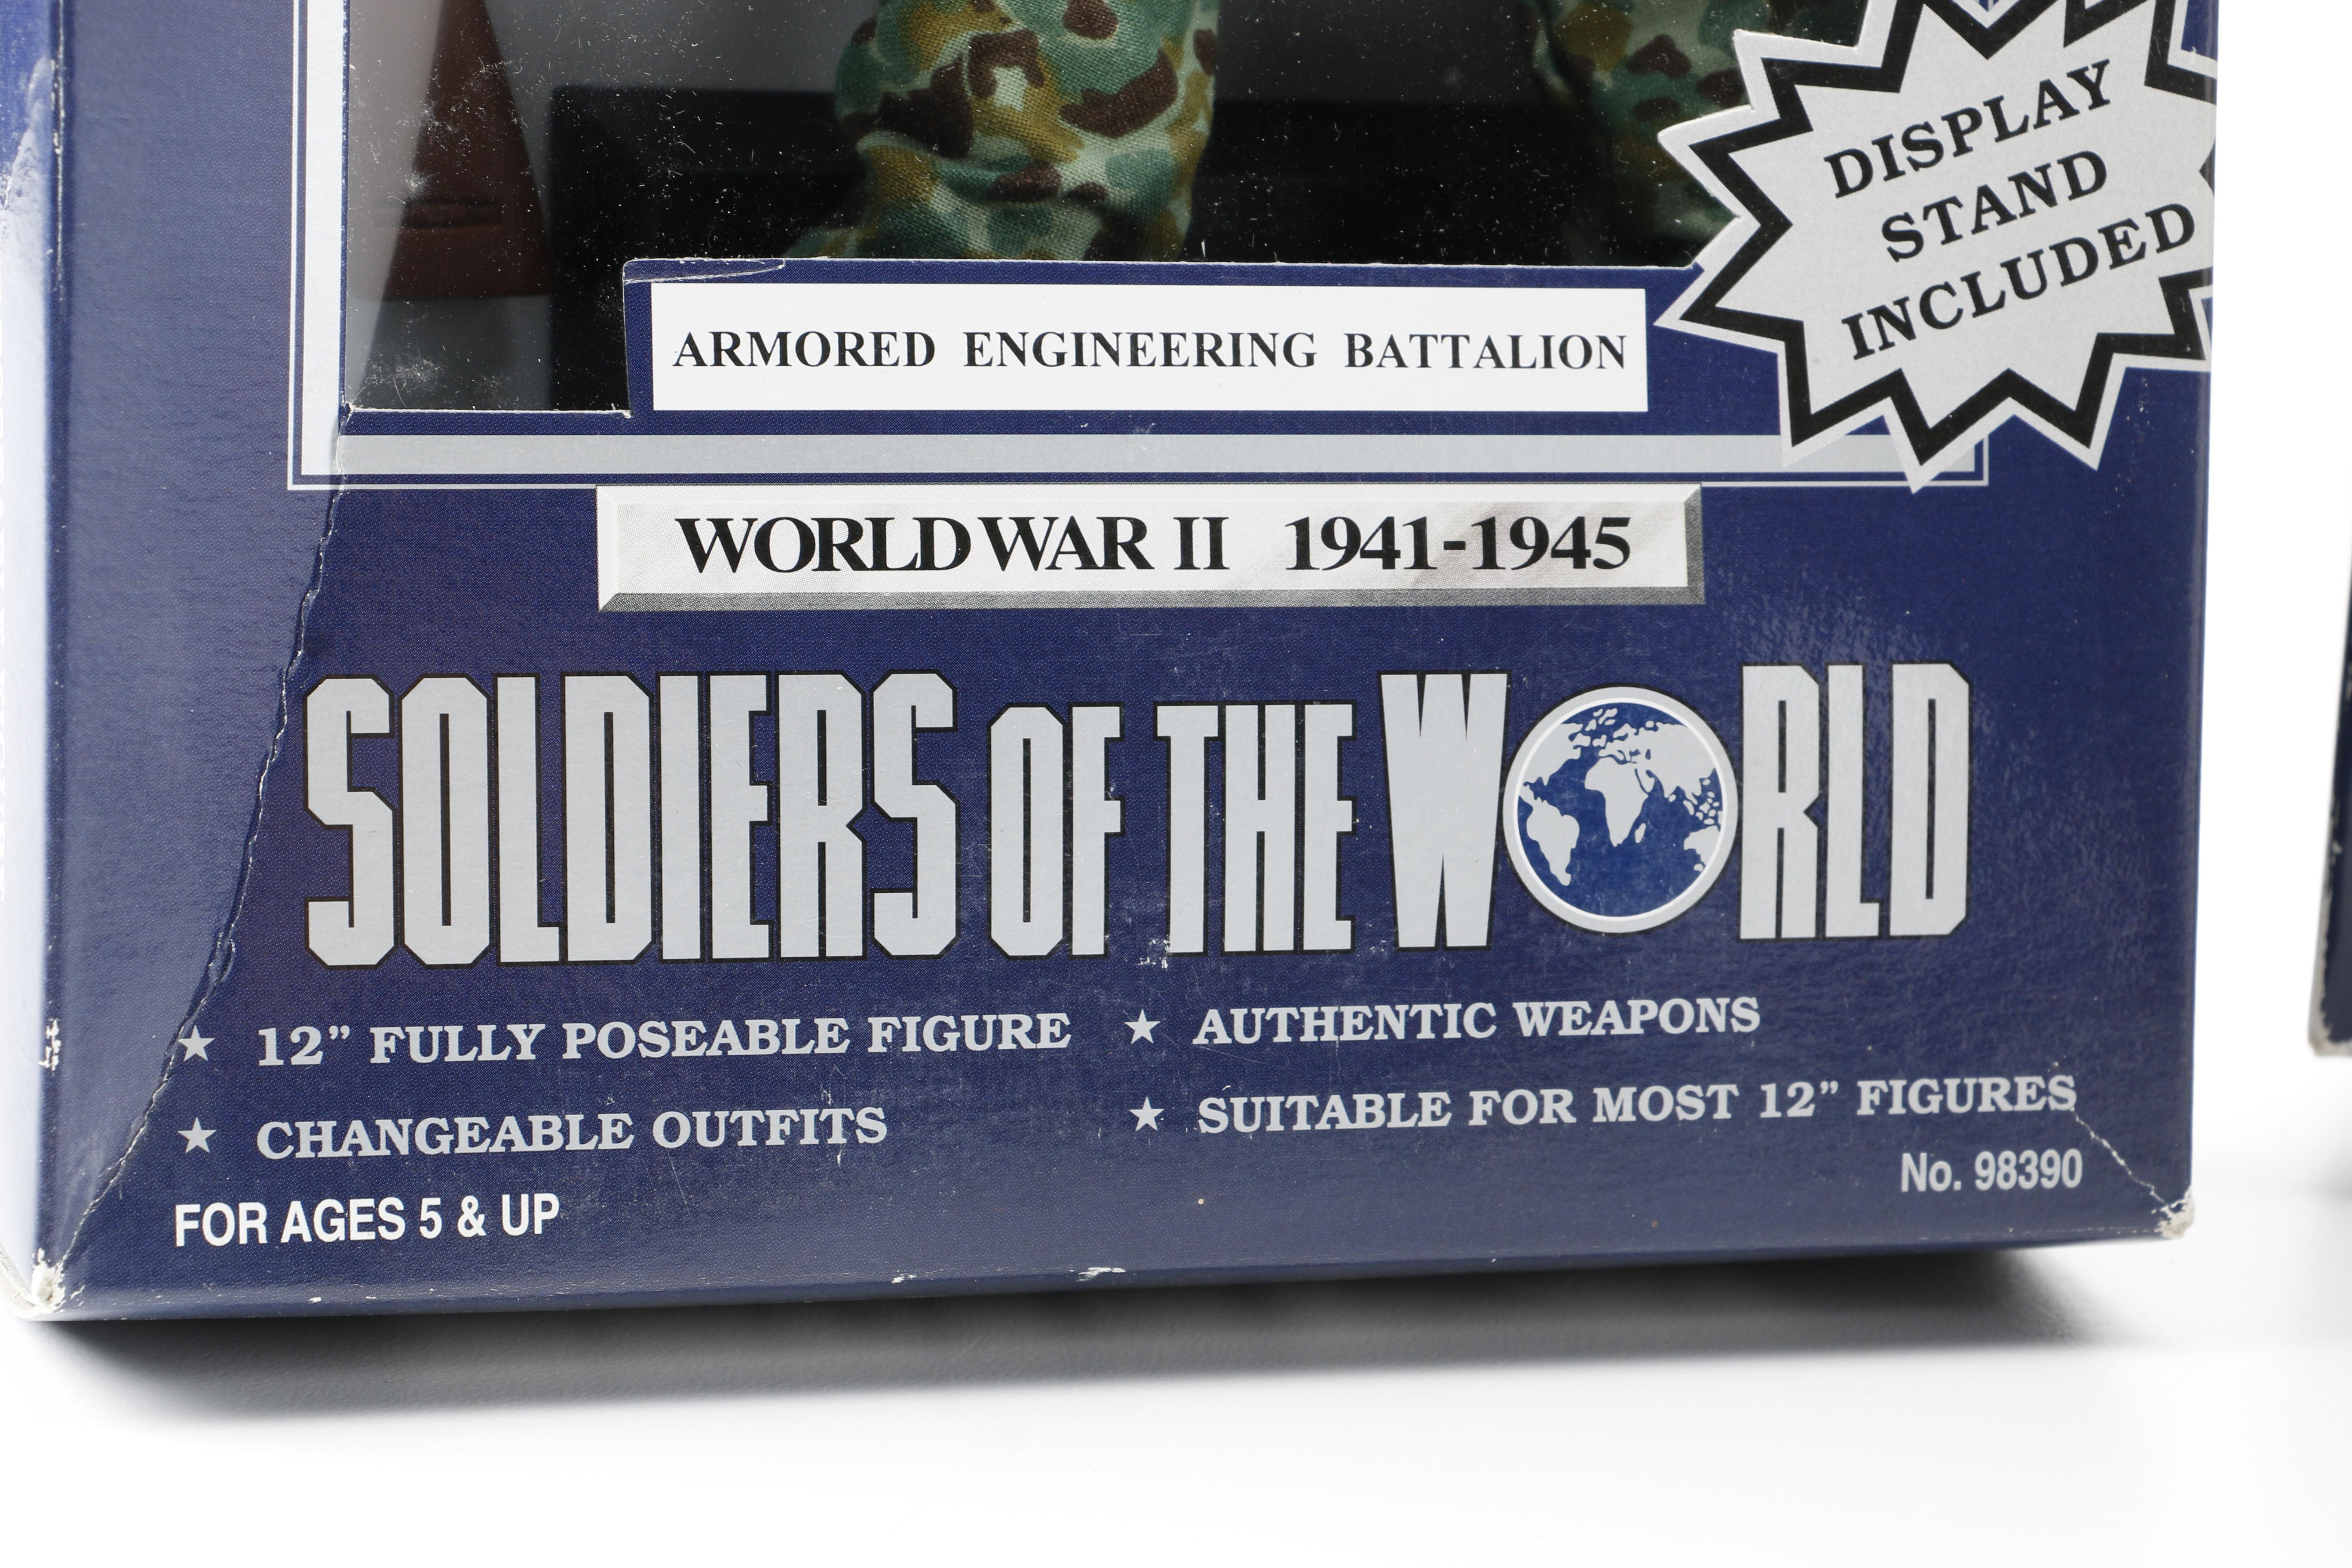 DISPLAY
STAND
INCLUDED
ARMORED ENGINEERING BATTALION
WORLD WAR II 1941-1945
SOLDIERS OF THE WORLD
★ 12” FULLY POSEABLE FIGURE ★ AUTHENTIC WEAPONS
★ CHANGEABLE OUTFITS ★ SUITABLE FOR MOST 12” FIGURES
No. 98390
FOR AGES 5 & UP